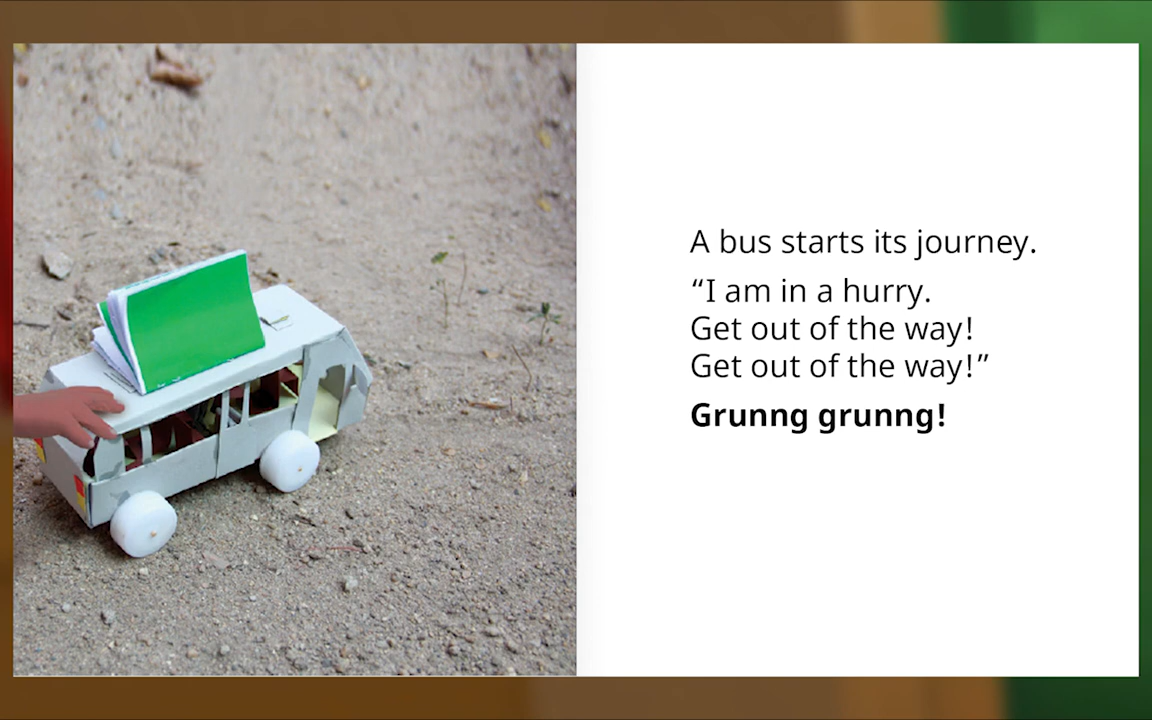 A bus starts its journey.
“I am in a hurry.
Get out of the way!
Get out of the way!”
Grunng grunng!